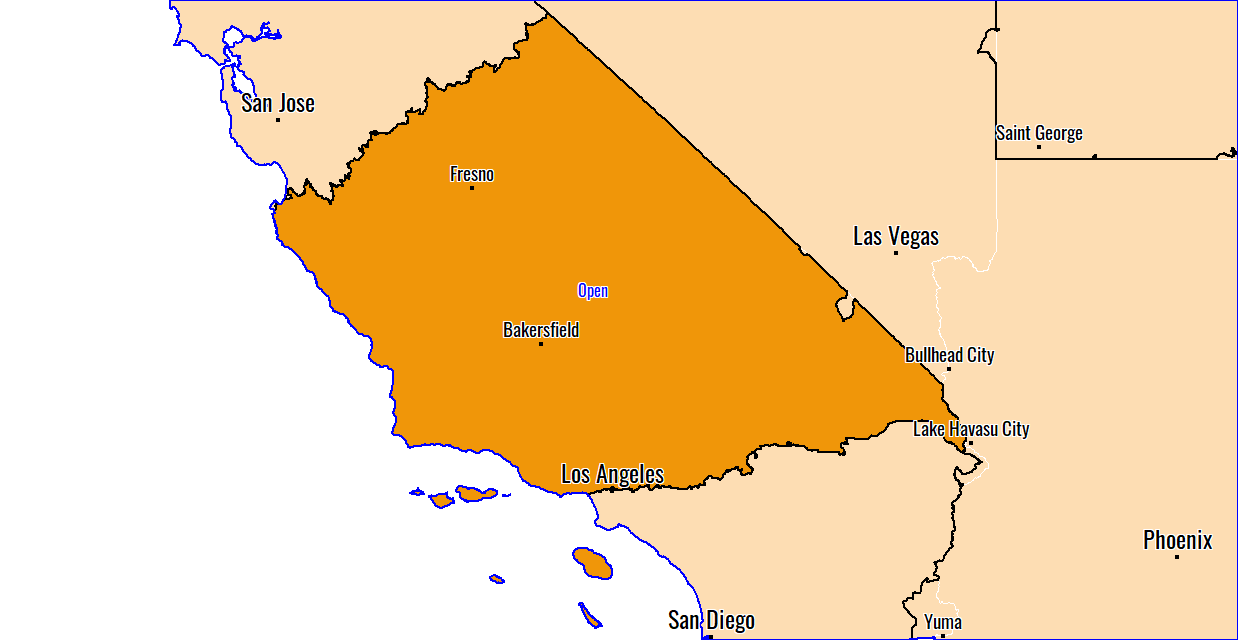 San Jose
Saint George
Fresno
Las Vegas
Open
Bakersfield
Bullhead City
Lake Havasu City
Los Angeles
Phoenix
San Diego
Yuma